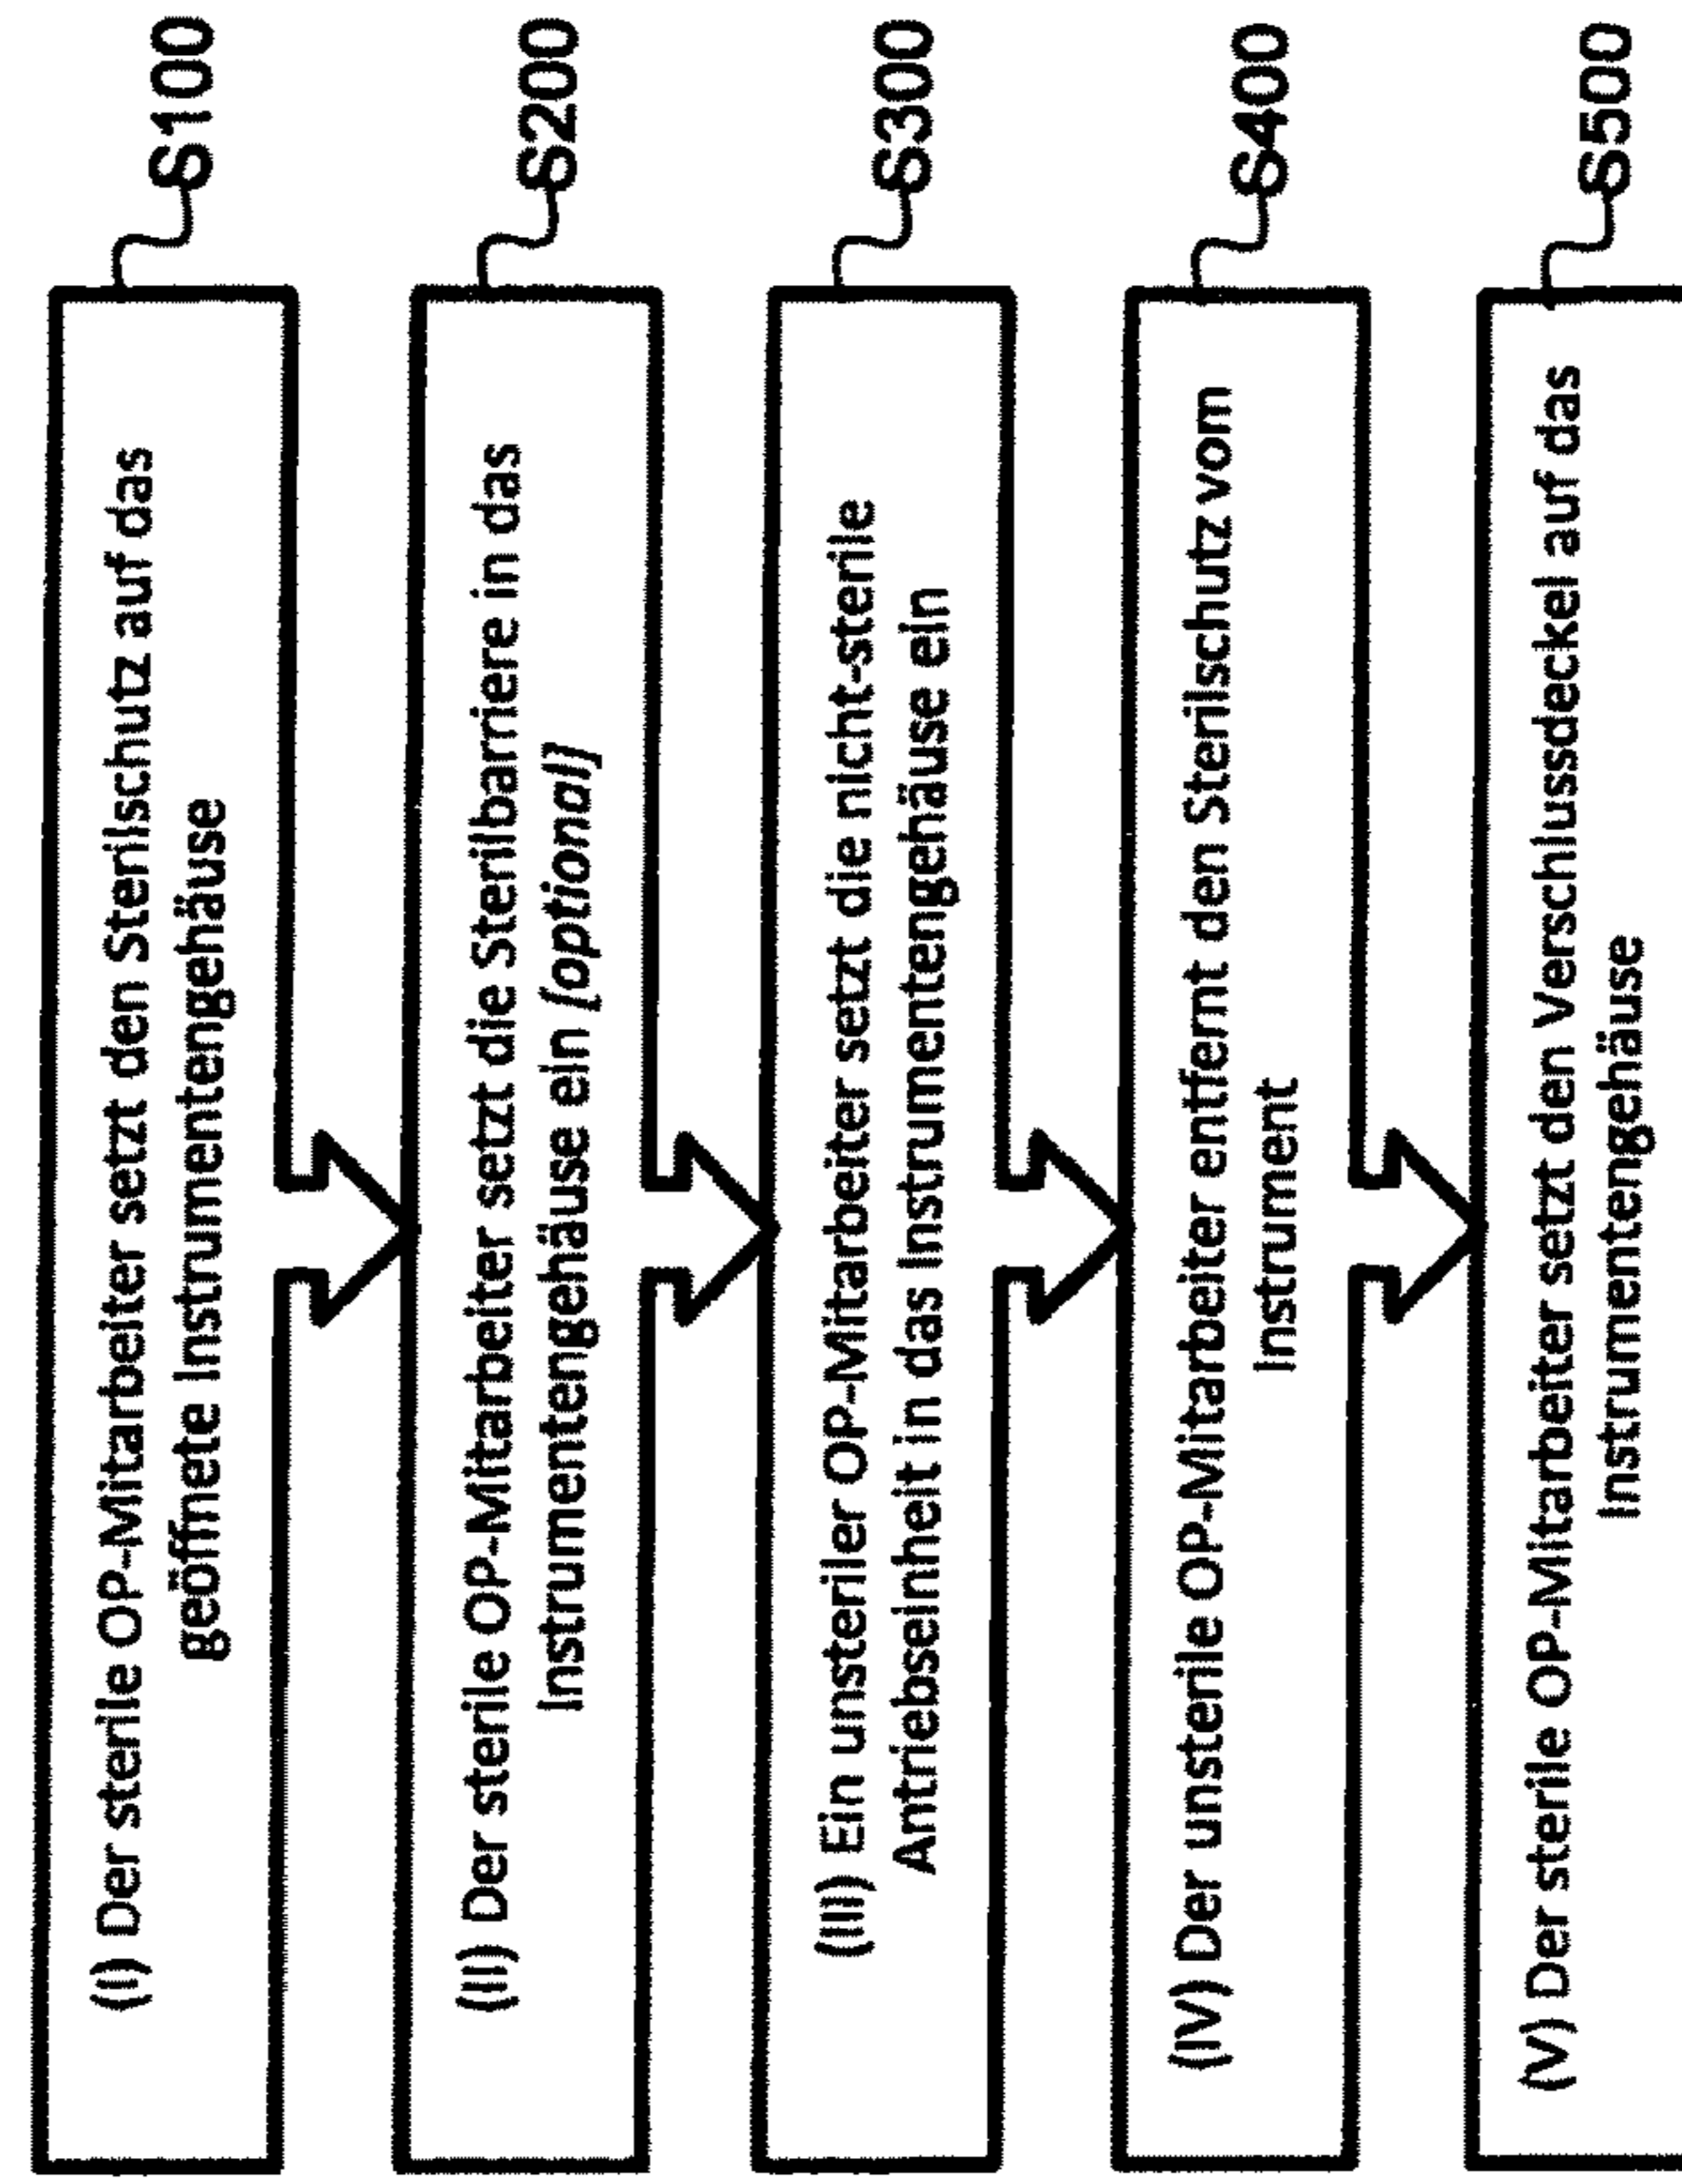 (I) Der sterile OP-Mitarbeiter setzt den Sterilschutz auf das
geöffnete Instrumentengehäuse
S100
(II) Der sterile OP-Mitarbeiter setzt die Sterilbarriere in das
Instrumentengehäuse ein [optional]
S200
(III) Ein unsteriler OP-Mitarbeiter setzt die nicht-sterile
Antriebseinheit in das Instrumentengehäuse ein
S300
(IV) Der unsterile OP-Mitarbeiter entfernt den Sterilschutz vom
Instrument
S400
(V) Der sterile OP-Mitarbeiter setzt den Verschlussdeckel auf das
Instrumentengehäuse
S500